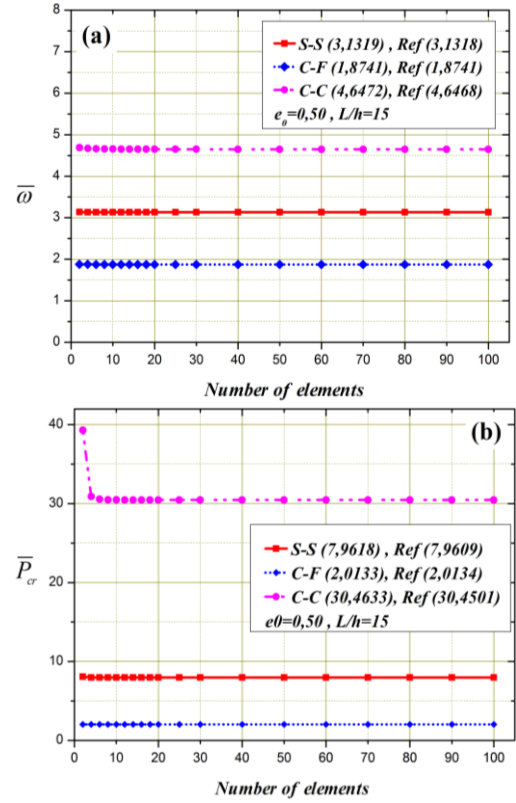 (a)
8
7
6
5
4
3
2
1
0
ω
S-S (3,1319) , Ref (3,1318)
C-F (1,8741), Ref (1,8741)
C-C (4,6472), Ref (4,6468)
e₀=0,50 , L/h=15
0 10 20 30 40 50 60 70 80 90 100
Number of elements
(b)
40
30
20
10
0
P cr
S-S (7,9618) , Ref (7,9609)
C-F (2,0133), Ref (2,0134)
C-C (30,4633), Ref (30,4501)
e0=0,50, L/h=15
0 10 20 30 40 50 60 70 80 90 100
Number of elements